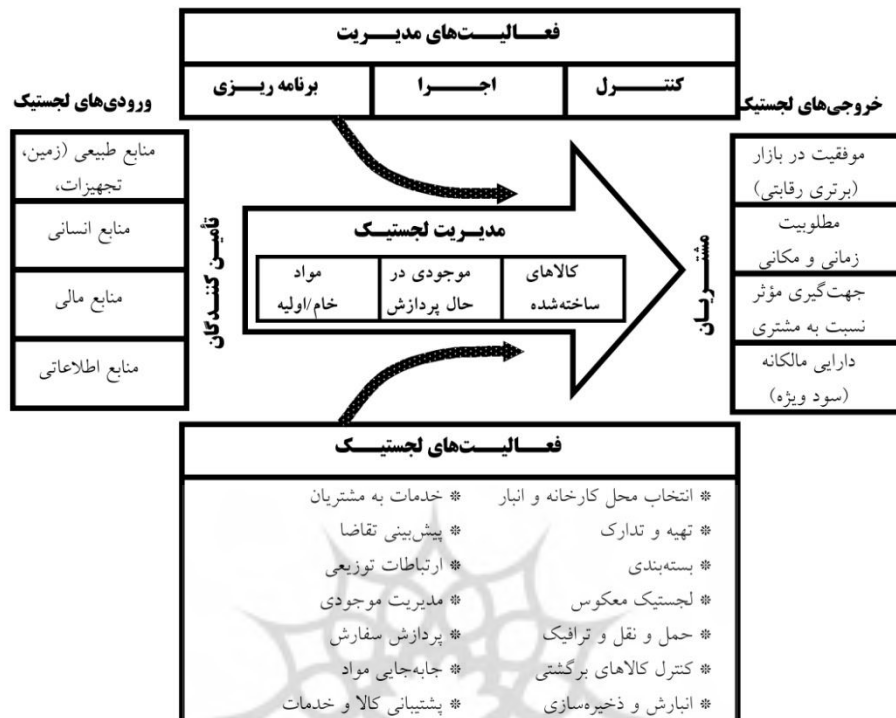 فعالیت‌های مدیریت
کنترل
اجرا
برنامه ریزی
خروجی‌های لجستیک
موفقیت در بازار
(برتری رقابتی)
مطلوبیت
زمانی و مکانی
جهت‌گیری مؤثر
نسبت به مشتری
دارایی مالکانه
(سود ویژه)
مشتریان
مدیریت لجستیک
کالاهای
ساخته‌شده
موجودی در
حال پردازش
مواد
خام/اولیه
تأمین کنندگان
ورودی‌های لجستیک
منابع طبیعی (زمین،
تجهیزات،
منابع انسانی
منابع مالی
منابع اطلاعاتی
فعالیت‌های لجستیک
* انتخاب محل کارخانه و انبار
* تهیه و تدارک
* بسته‌بندی
* لجستیک معکوس
* حمل و نقل و ترافیک
* کنترل کالاهای برگشتی
* انبارش و ذخیره‌سازی
* خدمات به مشتریان
* پیش‌بینی تقاضا
* ارتباطات توزیعی
* مدیریت موجودی
* پردازش سفارش
* جابه‌جایی مواد
* پشتیبانی کالا و خدمات